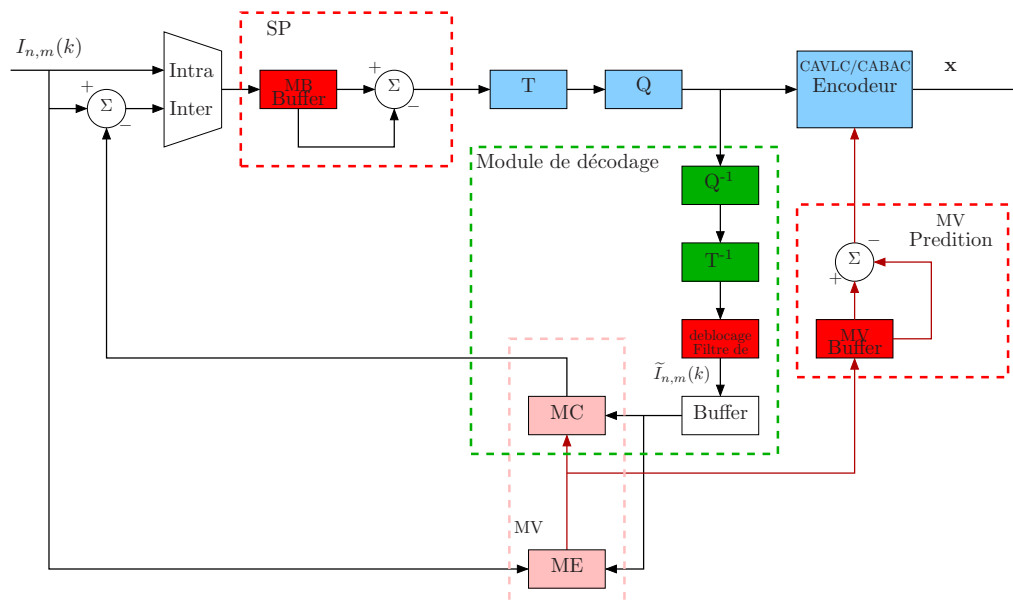 SP
I_{n,m}(k)
Intra
Inter
+
Σ
−
MB
Buffer
+
Σ
−
T
Q
CAVLC/CABAC
Encodeur
x
Module de décodage
Q⁻¹
T⁻¹
deblocage
Filtre de
Ĩ_{n,m}(k)
Buffer
MC
MV
ME
MV
Predition
−
Σ
+
MV
Buffer